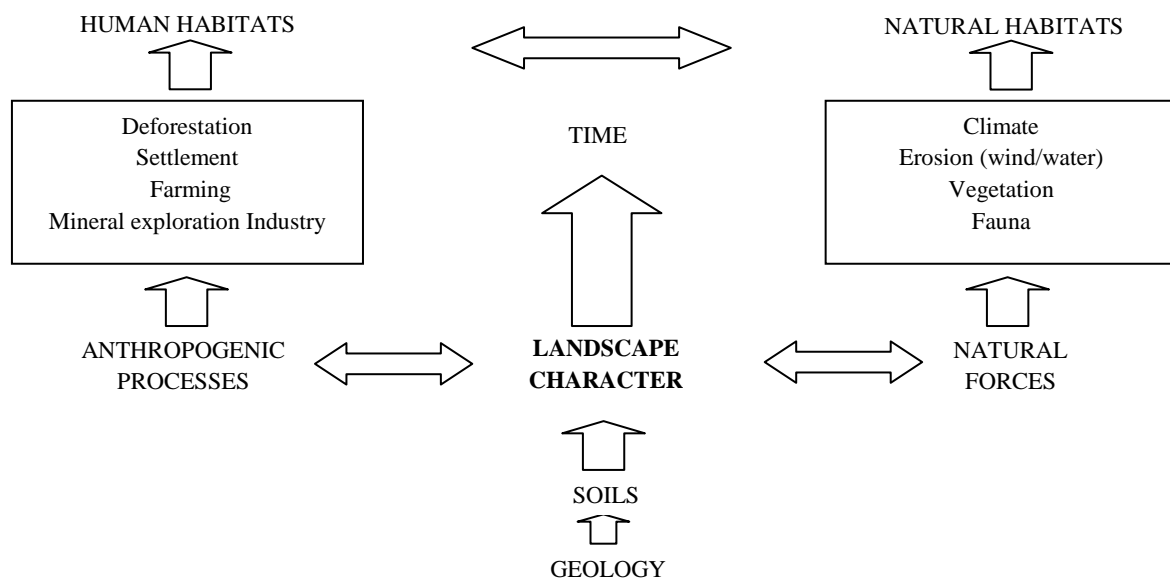 HUMAN HABITATS
NATURAL HABITATS
Deforestation
Settlement
Farming
Mineral exploration Industry
TIME
Climate
Erosion (wind/water)
Vegetation
Fauna
ANTHROPOGENIC
PROCESSES
LANDSCAPE
CHARACTER
NATURAL
FORCES
SOILS
GEOLOGY